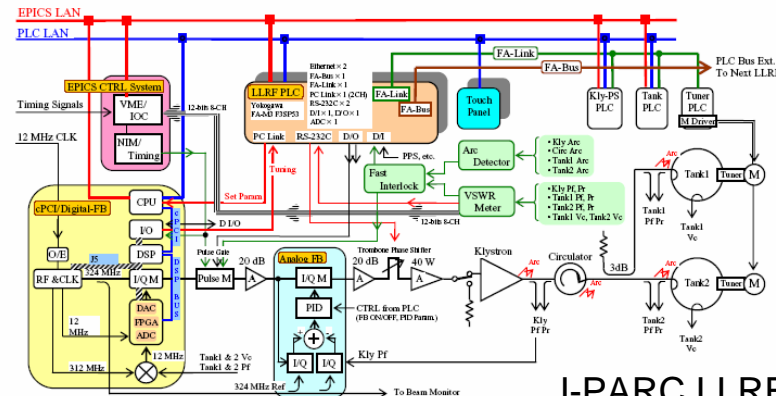 EPICS LAN
PLC LAN
EPICS CTRL System
Timing Signals
VME/
IOC
NIM/
Timing
12 MHz CLK
12-bit 8-CH
LLRF PLC
Yokogawa
FA-M3 F3SP53
Ethernet × 2
FA-Bus × 1
FA-Link × 1
PC Link × 1 (2CH)
RS-232C × 2
D/I × 1, D/O × 1
ADC × 1
FA-Link
FA-Bus
PC Link
RS-232C
D/O
D/I
Touch
Panel
FA-Link
FA-Bus
PLC Bus Ext.
To Next LLRF
Kly-PS
PLC
Tank
PLC
Tuner
PLC
M Driver
PPS, etc.
Tuning
Set Param
Fast
Interlock
Arc
Detector
• Kly Arc
• Circ Arc
• Tank1 Arc
• Tank2 Arc
VSWR
Meter
• Kly Pf, Pr
• Tank1 Pf, Pr
• Tank2 Pf, Pr
• Tank1 Vc, Tank2 Vc
12-bit 8-CH
Arc
Tank1
Tuner
M
Tank1
Pf Pr
Tank1
Vc
cPCI/Digital-FB
CPU
I/O
DSP
I/Q M
DAC
FPGA
ADC
cPCI
DSP BUS
D I/O
O/E
J5
RF &CLK
324 MHz
12
MHz
312 MHz
12 MHz
Tank1 & 2 Vc
Tank1 & 2 Pf
Pulse Gate
Pulse M
20 dB
A
Analog FB
I/Q M
PID
I/Q
I/Q
324 MHz Ref
CTRL from PLC
(FB ON/OFF, PID Param.)
20 dB
A
Trombone Phase Shifter
40 W
A
Klystron
Arc
Kly
Pf Pr
Kly Pf
Circulator
Arc
3dB
Arc
Tank2
Tuner
M
Tank2
Pf Pr
Tank2
Vc
To Beam Monitor